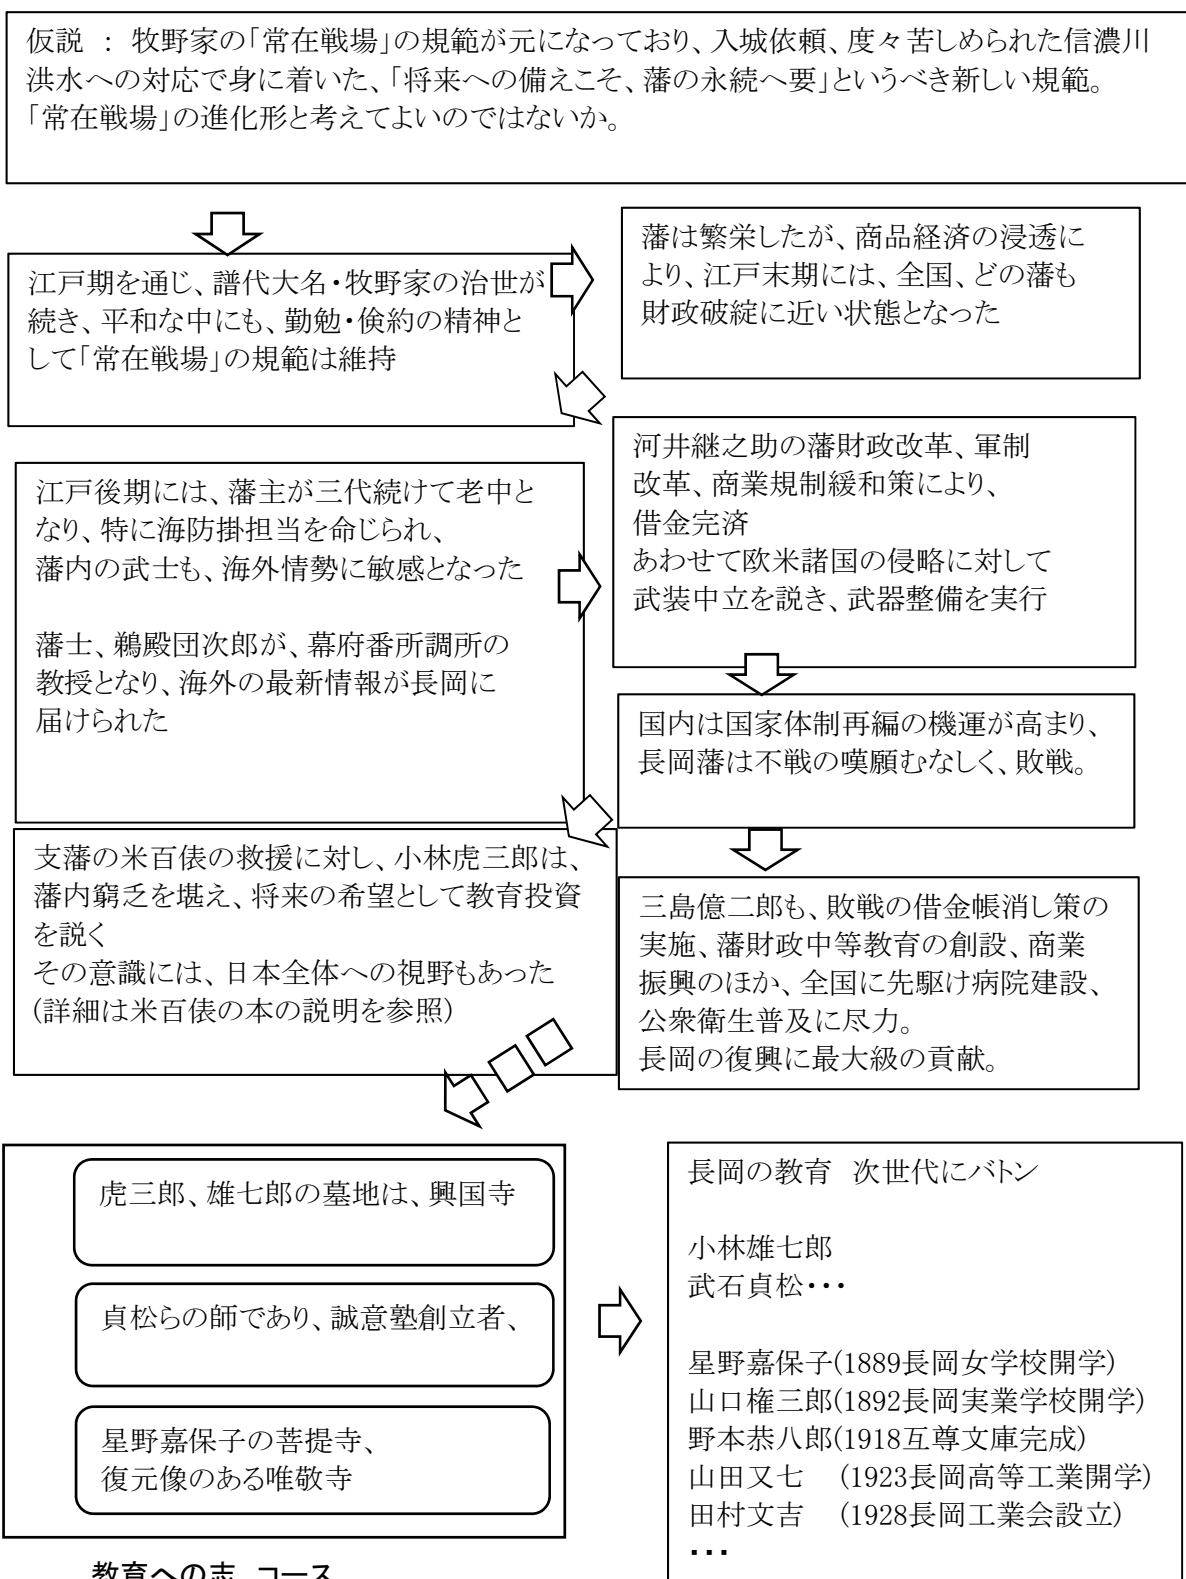 仮説 ： 牧野家の「常在戦場」の規範が元になっており、入城依頼、度々苦しめられた信濃川
洪水への対応で身に着いた、「将来への備えこそ、藩の永続へ要」というべき新しい規範。
「常在戦場」の進化形と考えてよいのではないか。
江戸期を通じ、譜代大名・牧野家の治世が
続き、平和な中にも、勤勉・倹約の精神と
して「常在戦場」の規範は維持
藩は繁栄したが、商品経済の浸透に
より、江戸末期には、全国、どの藩も
財政破綻に近い状態となった
河井継之助の藩財政改革、軍制
改革、商業規制緩和策により、
借金完済
あわせて欧米諸国の侵略に対して
武装中立を説き、武器整備を実行
江戸後期には、藩主が三代続けて老中と
なり、特に海防掛担当を命じられ、
藩内の武士も、海外情勢に敏感となった
藩士、鵜殿団次郎が、幕府番所調所の
教授となり、海外の最新情報が長岡に
届けられた
国内は国家体制再編の機運が高まり、
長岡藩は不戦の嘆願むなしく、敗戦。
支藩の米百俵の救援に対し、小林虎三郎は、
藩内窮乏を堪え、将来の希望として教育投資
を説く
その意識には、日本全体への視野もあった
(詳細は米百俵の本の説明を参照)
三島億二郎も、敗戦の借金帳消し策の
実施、藩財政中等教育の創設、商業
振興のほか、全国に先駆け病院建設、
公衆衛生普及に尽力。
長岡の復興に最大級の貢献。
虎三郎、雄七郎の墓地は、興国寺
貞松らの師であり、誠意塾創立者、
星野嘉保子の菩提寺、
復元像のある唯敬寺
長岡の教育 次世代にバトン
小林雄七郎
武石貞松・・・
星野嘉保子(1889長岡女学校開学)
山口権三郎(1892長岡実業学校開学)
野本恭八郎(1918互尊文庫完成)
山田又七 (1923長岡高等工業開学)
田村文吉 (1928長岡工業会設立)
・・・
教育への志 コース